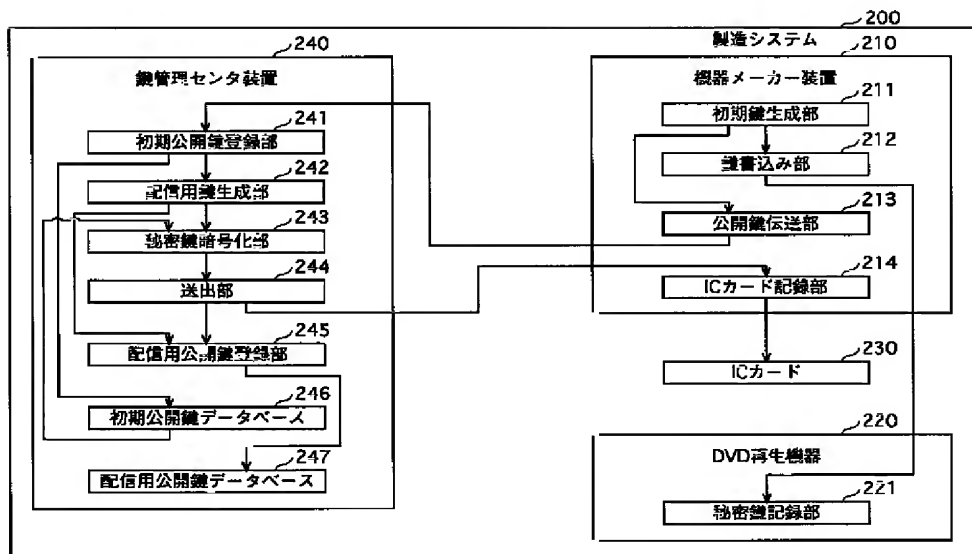 200
製造システム
240
鍵管理センタ装置
241
初期公開鍵登録部
242
配信用鍵生成部
243
秘密鍵暗号化部
244
送出部
245
配信用公開鍵登録部
246
初期公開鍵データベース
247
配信用公開鍵データベース
210
機器メーカー装置
211
初期鍵生成部
212
鍵書込み部
213
公開鍵伝送部
214
ICカード記録部
230
ICカード
220
DVD再生機器
221
秘密鍵記録部